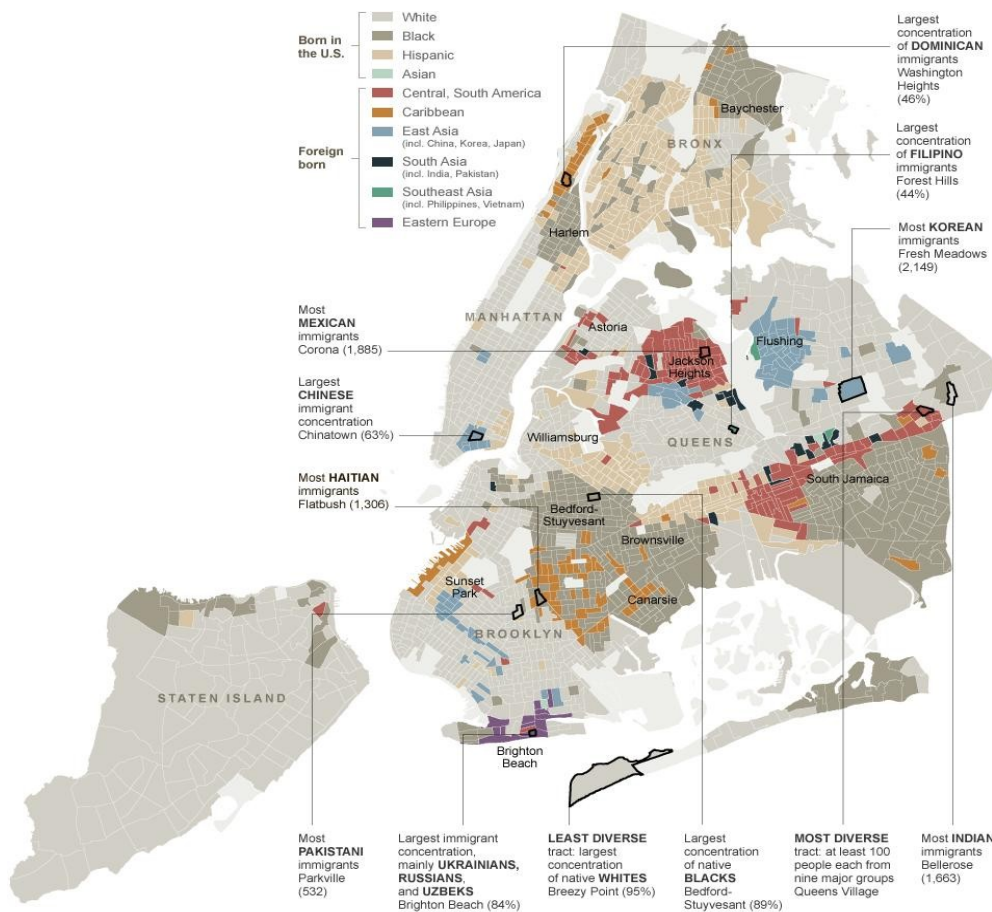 Born in
the U.S.
White
Black
Hispanic
Asian
Foreign
born
Central, South America
Caribbean
East Asia
(incl. China, Korea, Japan)
South Asia
(incl. India, Pakistan)
Southeast Asia
(incl. Philippines, Vietnam)
Eastern Europe
Largest
concentration
of DOMINICAN
immigrants
Washington
Heights
(46%)
Largest
concentration
of FILIPINO
immigrants
Forest Hills
(44%)
Most KOREAN
immigrants
Fresh Meadows
(2,149)
Baychester
BRONX
Harlem
MANHATTAN
Most
MEXICAN
immigrants
Corona (1,885)
Astoria
Jackson
Heights
Flushing
Largest
CHINESE
immigrant
concentration
Chinatown (63%)
Williamsburg
QUEENS
Most HAITIAN
immigrants
Flatbush (1,306)
South Jamaica
Bedford-
Stuyvesant
Brownsville
Sunset
Park
Canarsie
BROOKLYN
STATEN ISLAND
Brighton
Beach
Most
PAKISTANI
immigrants
Parkville
(532)
Largest immigrant
concentration,
mainly UKRAINIANS,
RUSSIANS,
and UZBEKS
Brighton Beach (84%)
LEAST DIVERSE
tract: largest
concentration
of native WHITES
Breezy Point (95%)
Largest
concentration
of native
BLACKS
Bedford-
Stuyvesant (89%)
MOST DIVERSE
tract: at least 100
people each from
nine major groups
Queens Village
Most INDIAN
immigrants
Bellerose
(1,663)